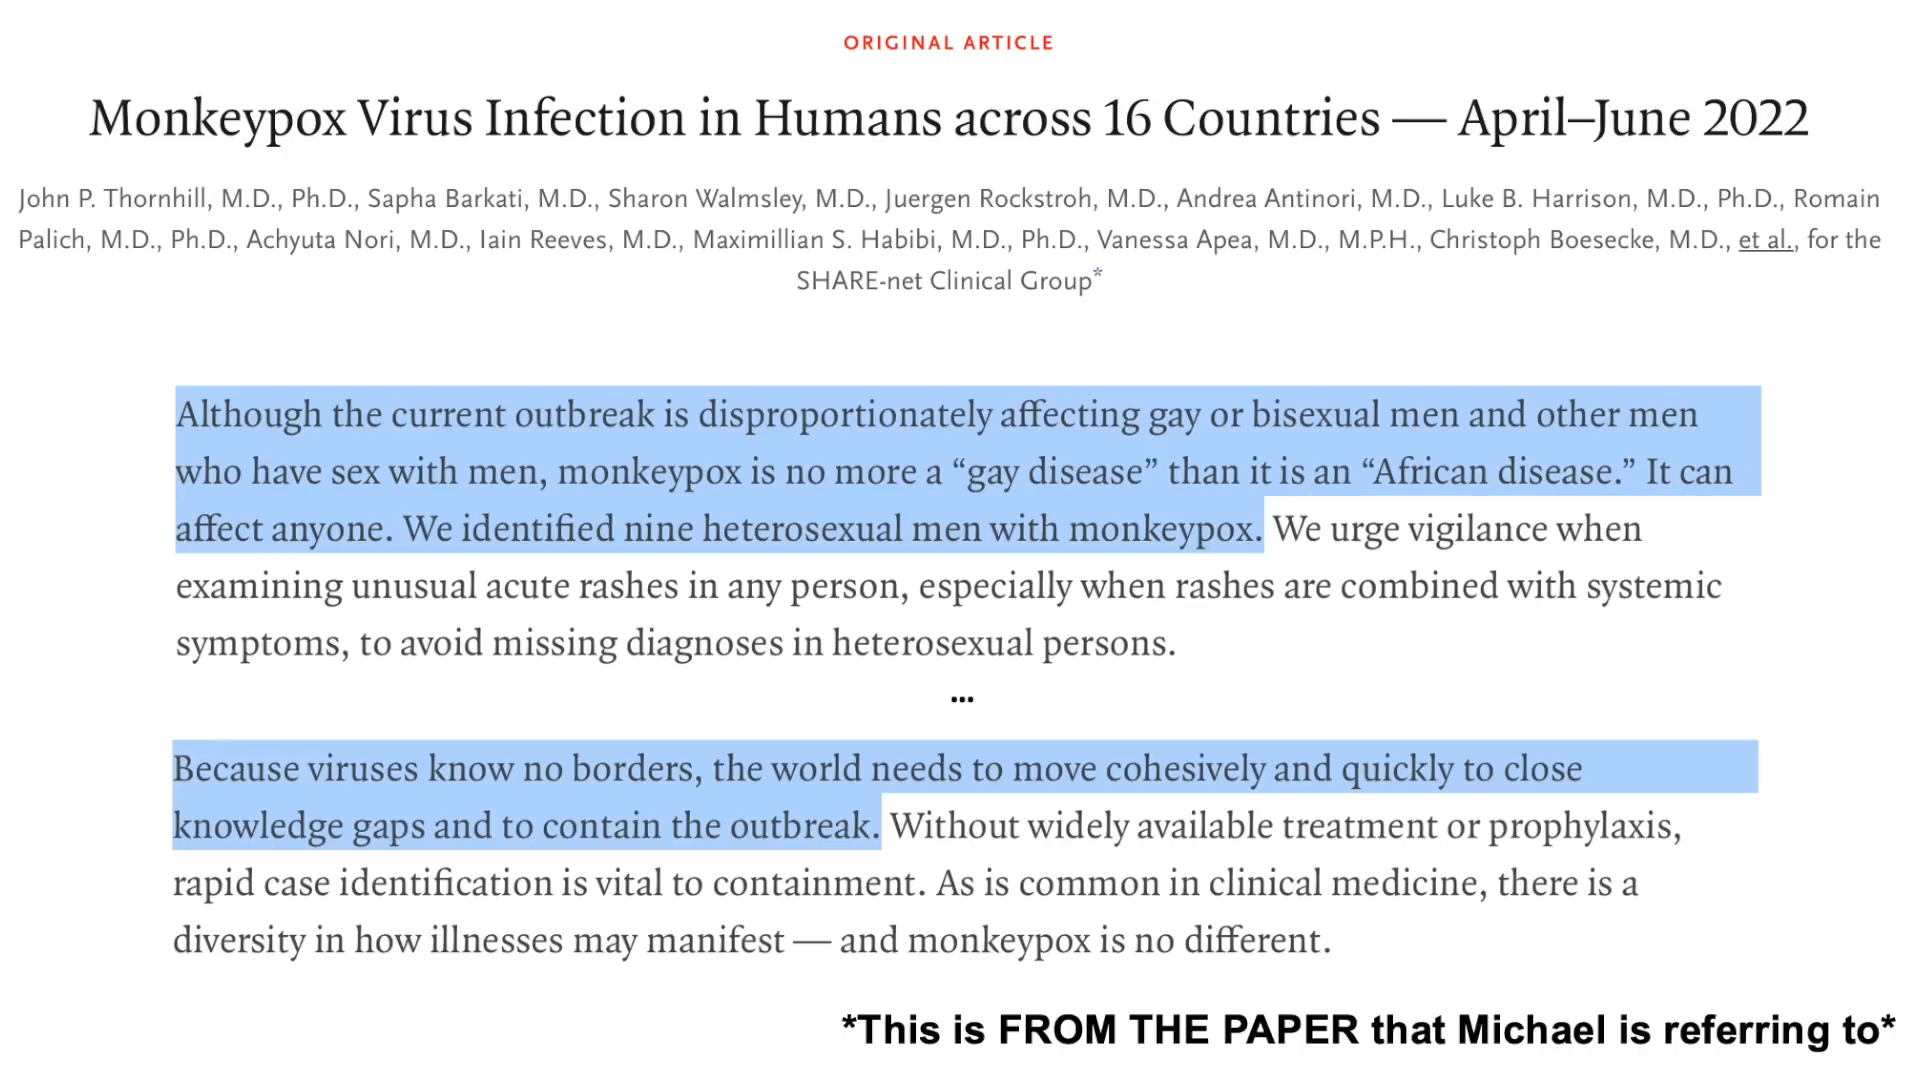 ORIGINAL ARTICLE
Monkeypox Virus Infection in Humans across 16 Countries — April–June 2022
John P. Thornhill, M.D., Ph.D., Sapha Barkati, M.D., Sharon Walmsley, M.D., Juergen Rockstroh, M.D., Andrea Antinori, M.D., Luke B. Harrison, M.D., Ph.D., Romain
Palich, M.D., Ph.D., Achyuta Nori, M.D., Iain Reeves, M.D., Maximillian S. Habibi, M.D., Ph.D., Vanessa Apea, M.D., M.P.H., Christoph Boesecke, M.D., et al., for the
SHARE-net Clinical Group*
Although the current outbreak is disproportionately affecting gay or bisexual men and other men
who have sex with men, monkeypox is no more a “gay disease” than it is an “African disease.” It can
affect anyone. We identified nine heterosexual men with monkeypox. We urge vigilance when
examining unusual acute rashes in any person, especially when rashes are combined with systemic
symptoms, to avoid missing diagnoses in heterosexual persons.
...
Because viruses know no borders, the world needs to move cohesively and quickly to close
knowledge gaps and to contain the outbreak. Without widely available treatment or prophylaxis,
rapid case identification is vital to containment. As is common in clinical medicine, there is a
diversity in how illnesses may manifest — and monkeypox is no different.
*This is FROM THE PAPER that Michael is referring to*